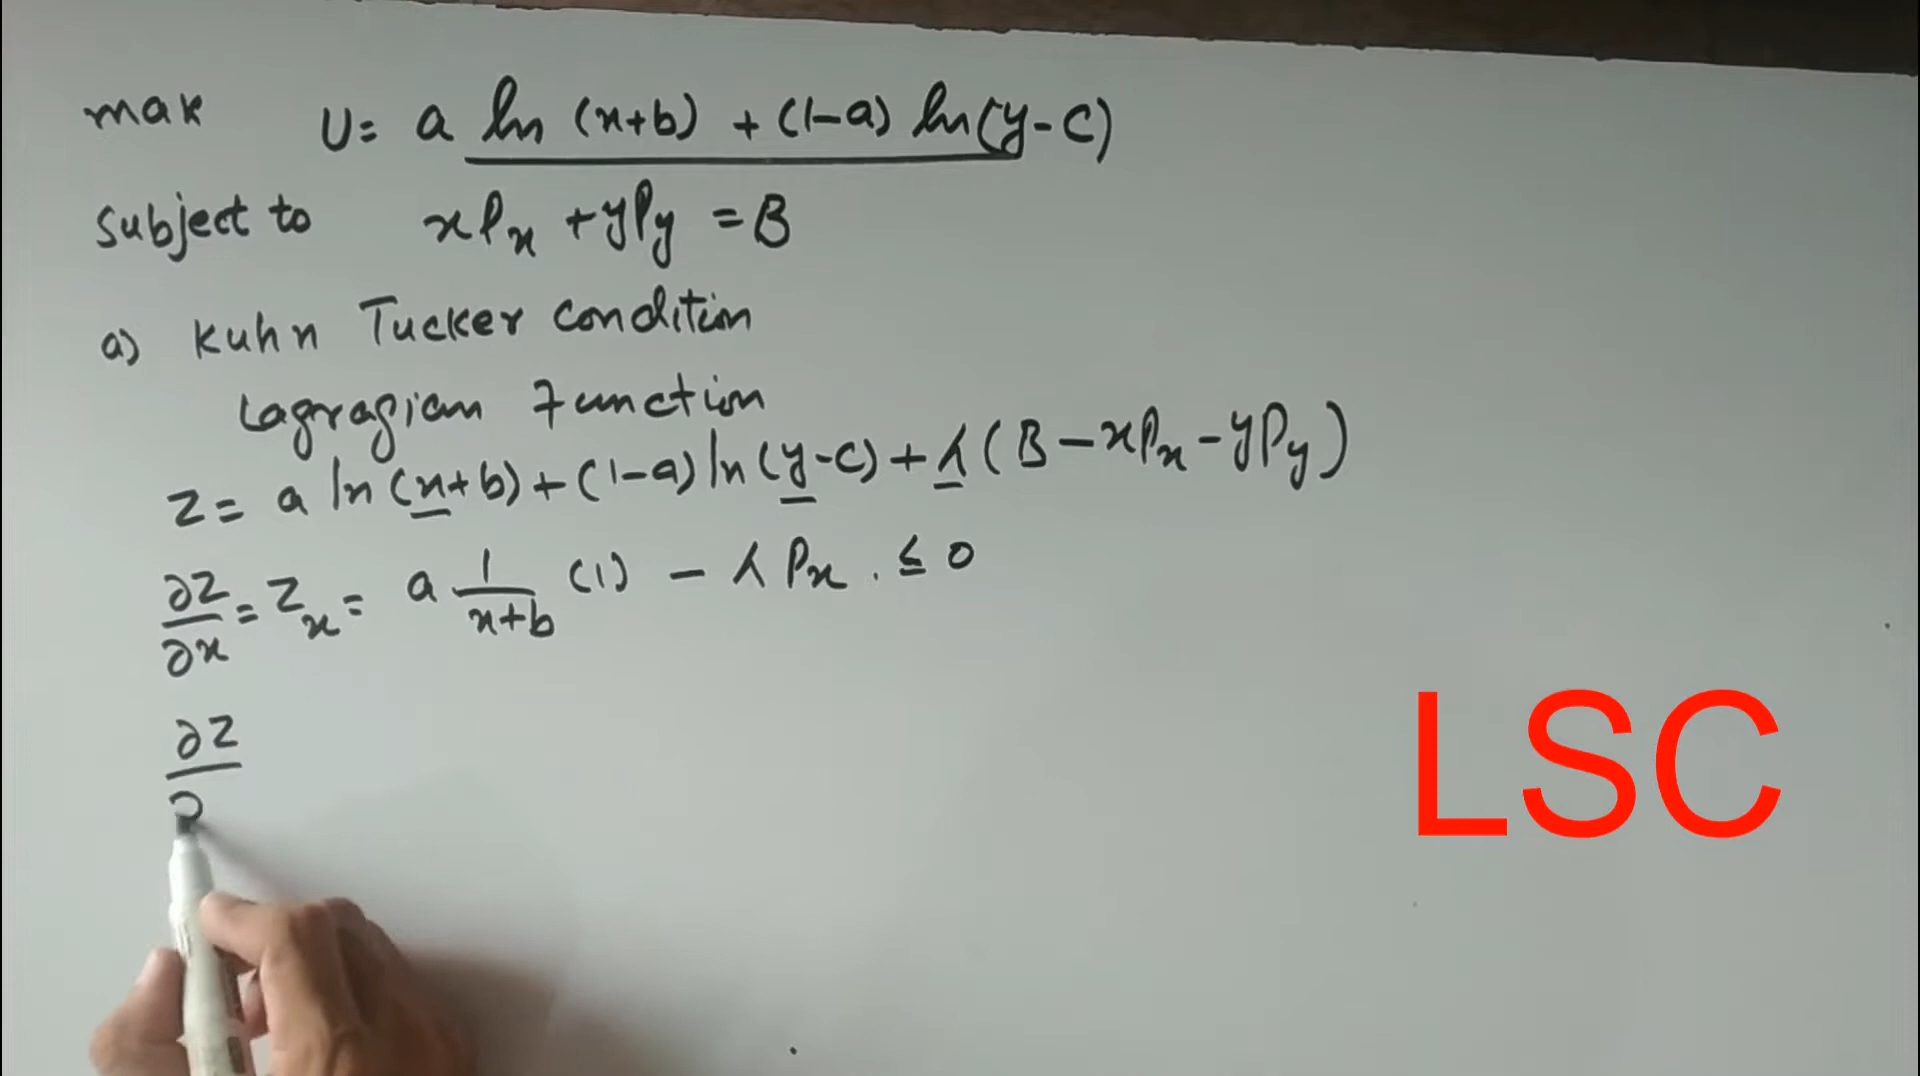 max U= a ln (x+b) + (1-a) ln(y-c)
Subject to xPx + yPy = B
a) Kuhn Tucker condition
Lagragian Function
Z= a ln (x+b) + (1-a) ln (y-c) + λ (B - xPx - yPy)
∂Z/∂x = Zx = a 1/x+b (1) - λ Px . ≤ 0
∂Z/∂
LSC